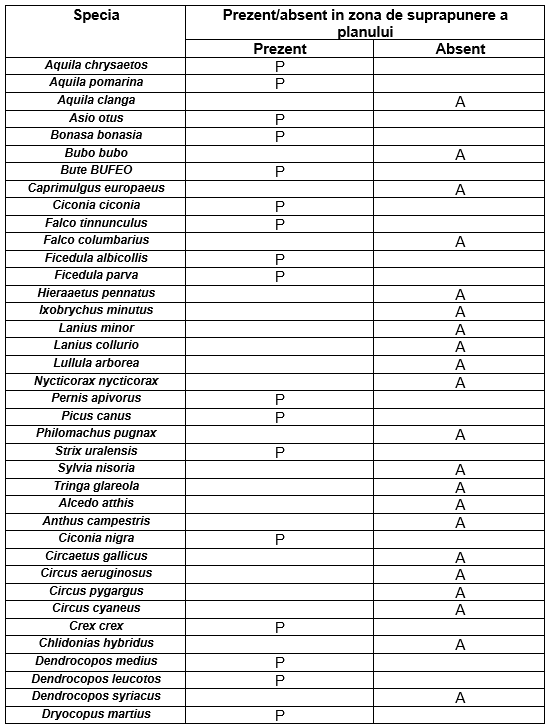 Specia Prezent/absent in zona de suprapunere a
planului
Prezent Absent
Aquila chrysaetos P
Aquila pomarina P
Aquila clanga A
Asio otus P
Bonasa bonasia P
Bubo bubo A
Bute BUFEO P
Caprimulgus europaeus A
Ciconia ciconia P
Falco tinnunculus P
Falco columbarius A
Ficedula albicollis P
Ficedula parva P
Hieraaetus pennatus A
Ixobrychus minutus A
Lanius minor A
Lanius collurio A
Lullula arborea A
Nycticorax nycticorax A
Pernis apivorus P
Picus canus P
Philomachus pugnax A
Strix uralensis P
Sylvia nisoria A
Tringa glareola A
Alcedo atthis A
Anthus campestris A
Ciconia nigra P
Circaetus gallicus A
Circus aeruginosus A
Circus pygargus A
Circus cyaneus A
Crex crex P
Chlidonias hybridus A
Dendrocopos medius P
Dendrocopos leucotos P
Dendrocopos syriacus A
Dryocopus martius P